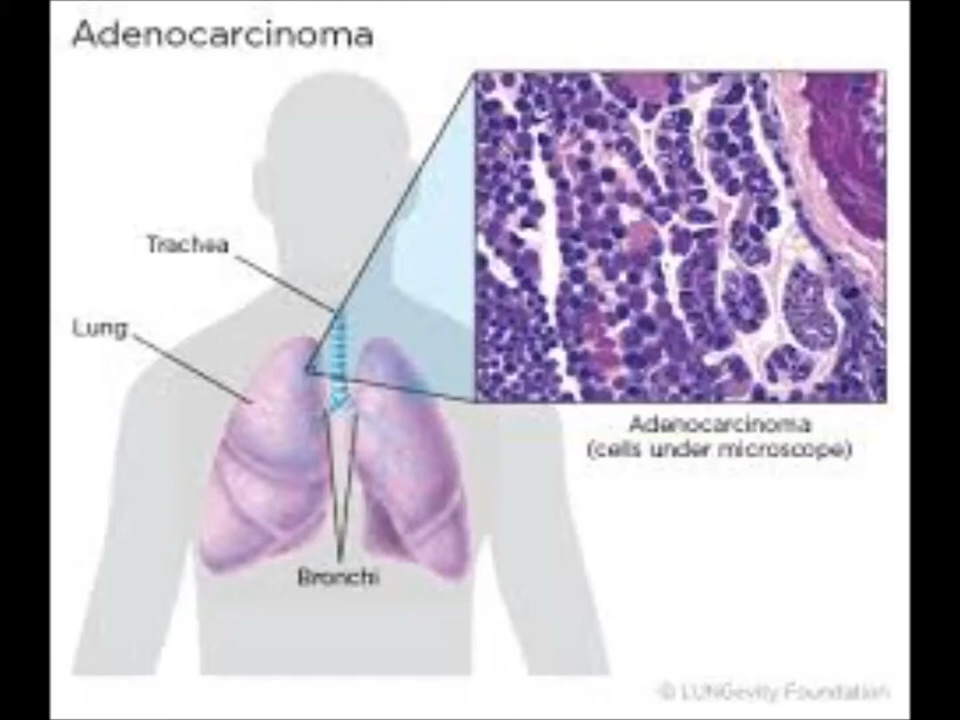 Adenocarcinoma
Trachea
Lung
Adenocarcinoma
(cells under microscope)
Bronchi
© LUNGevity Foundation